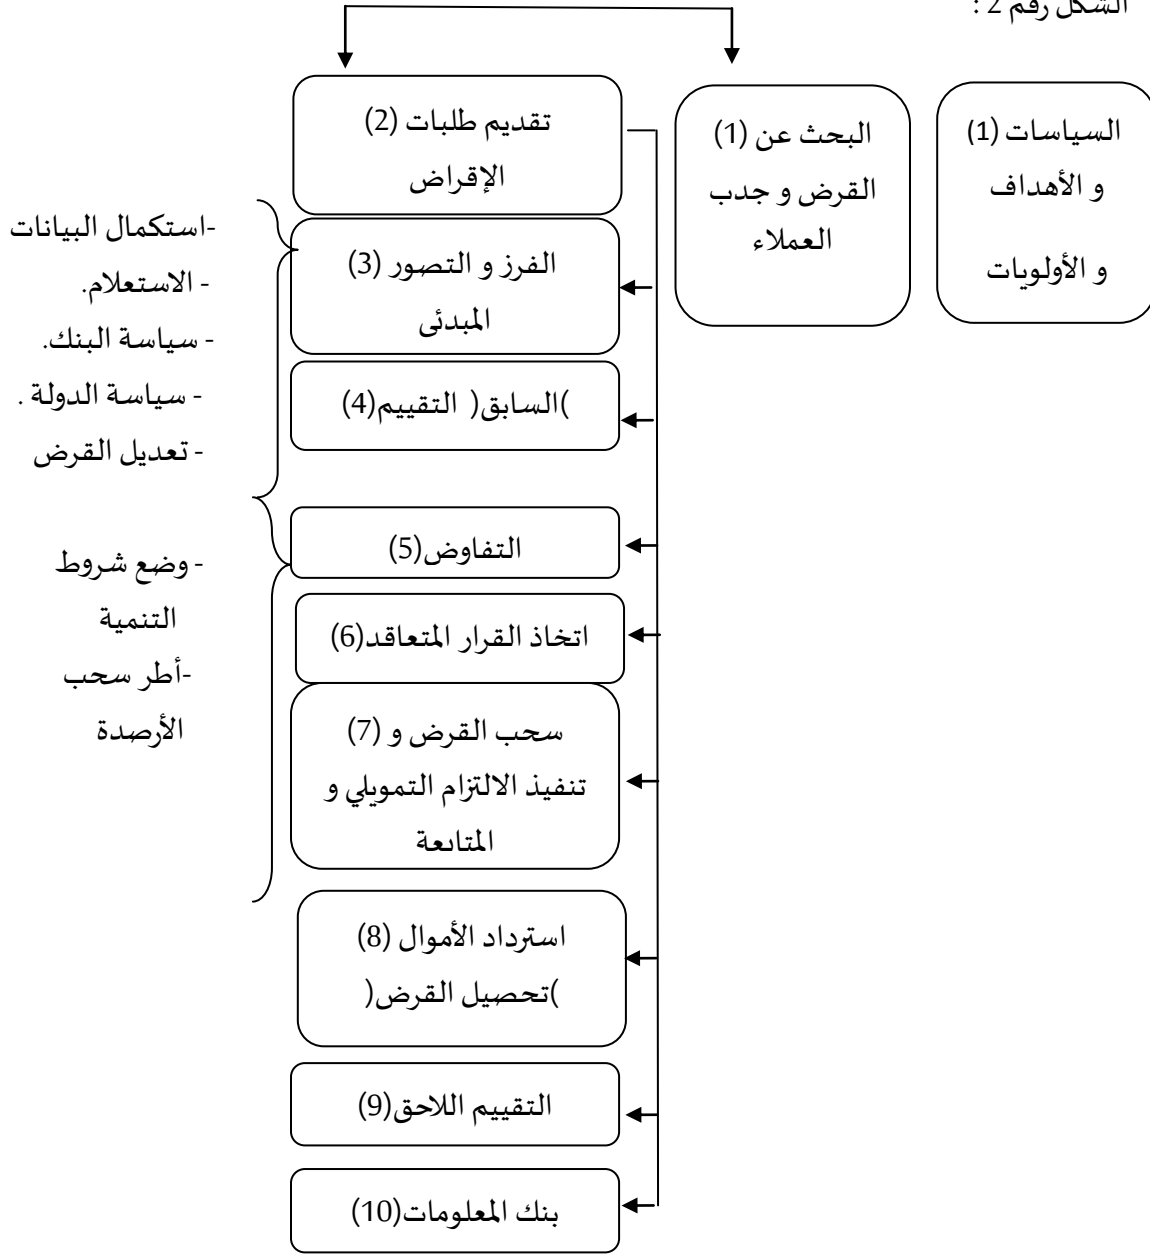 الشكل رقم 2 :
السياسات (1)
و الأهداف
و الأولويات
البحث عن (1)
القرض و جدب
العملاء
تقديم طلبات (2)
الإقراض
الفرز و التصور (3)
المبدئى
)السابق( التقييم(4)
التفاوض(5)
اتخاذ القرار المتعاقد(6)
سحب القرض و (7)
تنفيذ الالتزام التمويلي و
المتابعة
استرداد الأموال (8)
)تحصيل القرض(
التقييم اللاحق(9)
بنك المعلومات(10)
-استكمال البيانات
- الاستعلام.
- سياسة البنك.
- سياسة الدولة .
- تعديل القرض
- وضع شروط
التنمية
-أطر سحب
الأرصدة